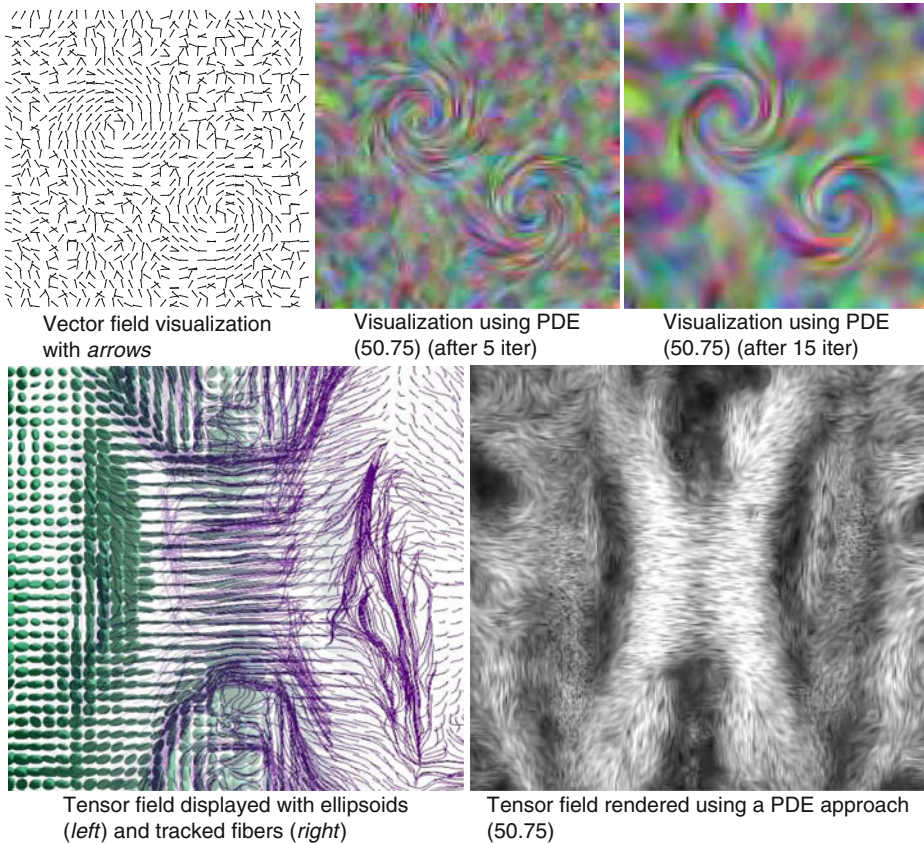 Vector field visualization
with arrows
Visualization using PDE
(50.75) (after 5 iter)
Visualization using PDE
(50.75) (after 15 iter)
Tensor field displayed with ellipsoids
(left) and tracked fibers (right)
Tensor field rendered using a PDE approach
(50.75)